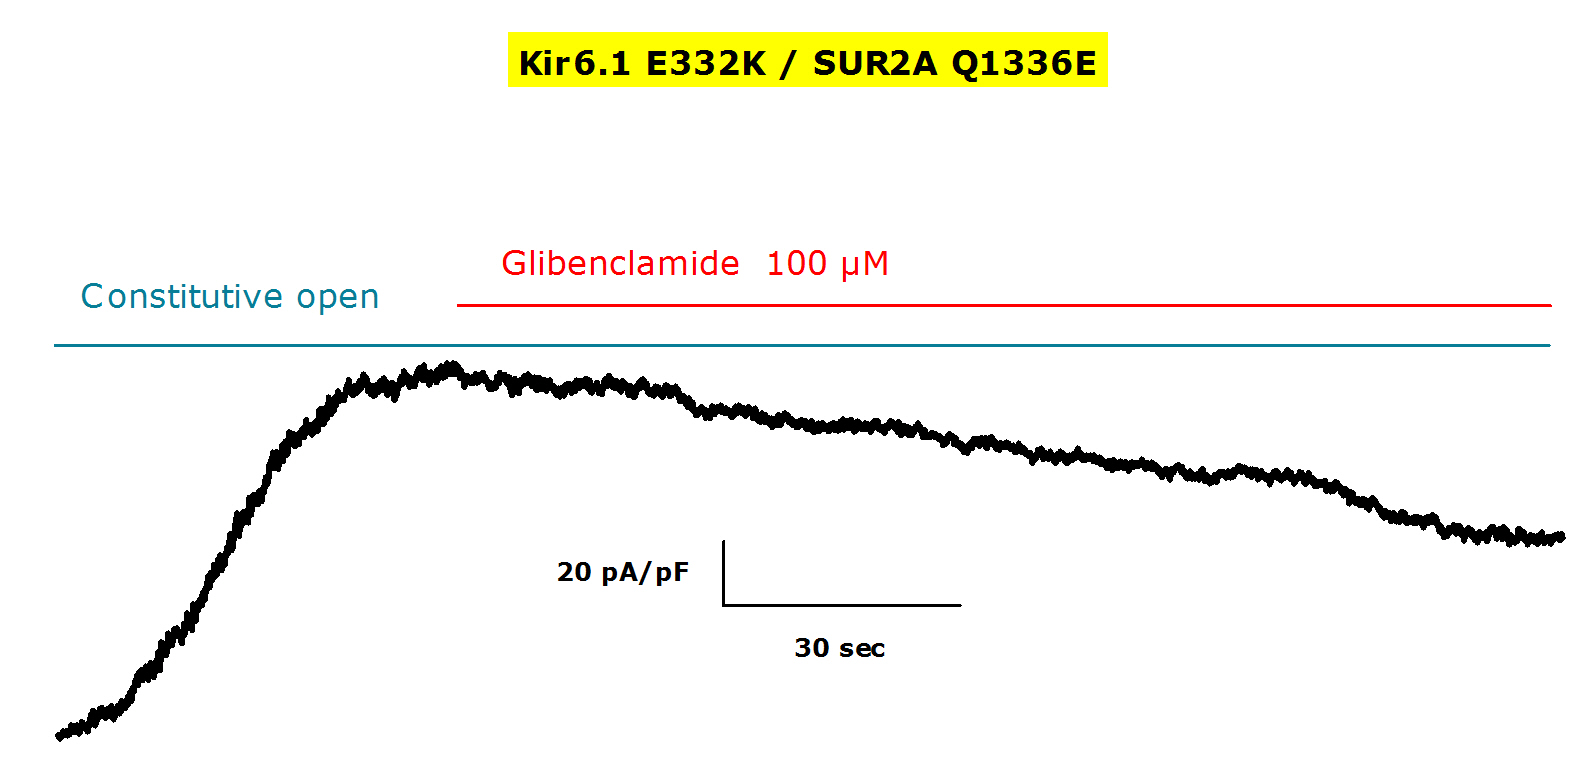 Kir6.1 E332K / SUR2A Q1336E
Glibenclamide 100 µM
Constitutive open
20 pA/pF
30 sec